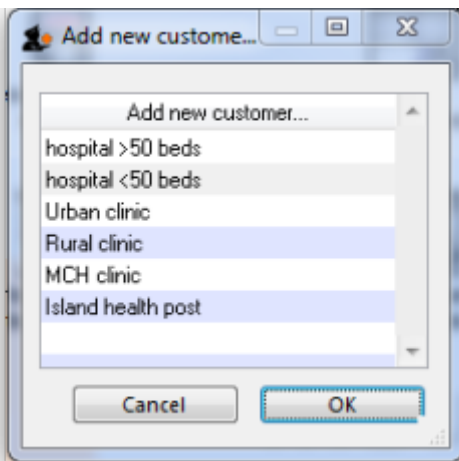 Add new custome...
Add new customer...
hospital >50 beds
hospital <50 beds
Urban clinic
Rural clinic
MCH clinic
Island health post
Cancel OK